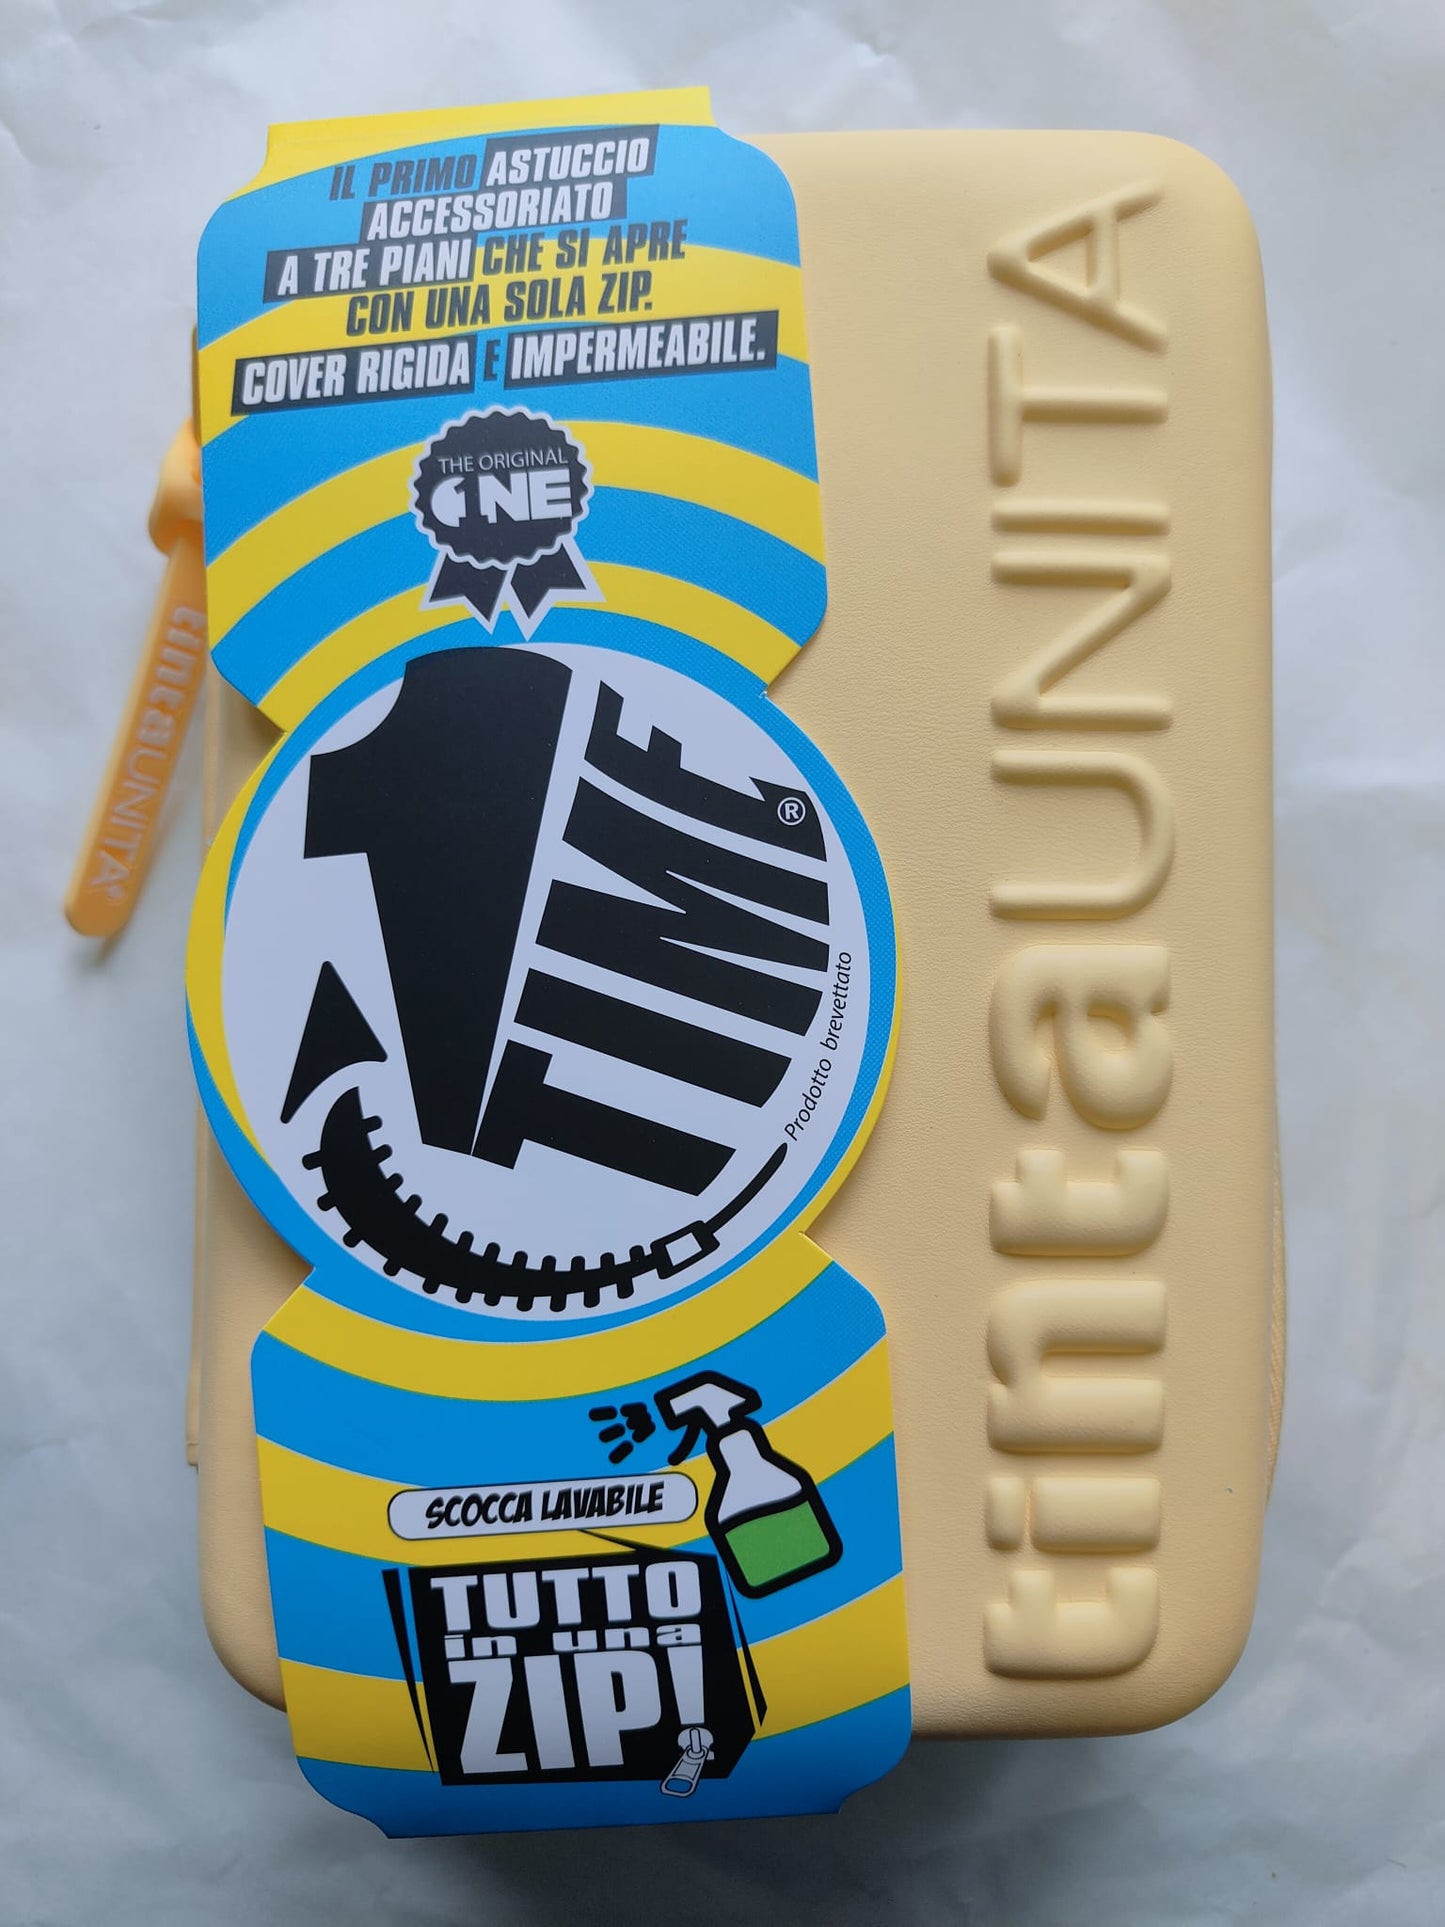 IL PRIMO ASTUCCIO
ACCESSORIATO
A TRE PIANI CHE SI APRE
CON UNA SOLA ZIP.
COVER RIGIDA E IMPERMEABILE.
THE ORIGINAL
ONE
1
TIME
®
Prodotto brevettato
SCOCCA LAVABILE
TUTTO
in una
ZIP!
tintaUNITA
tintaUNITA®